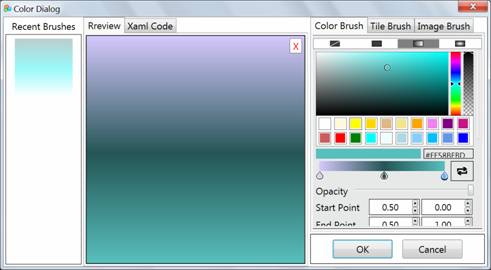 Color Dialog
Recent Brushes
Rreview
Xaml Code
X
Color Brush
Tile Brush
Image Brush
Opacity
Start Point
0.50
0.00
End Point
0.50
1.00
OK
Cancel